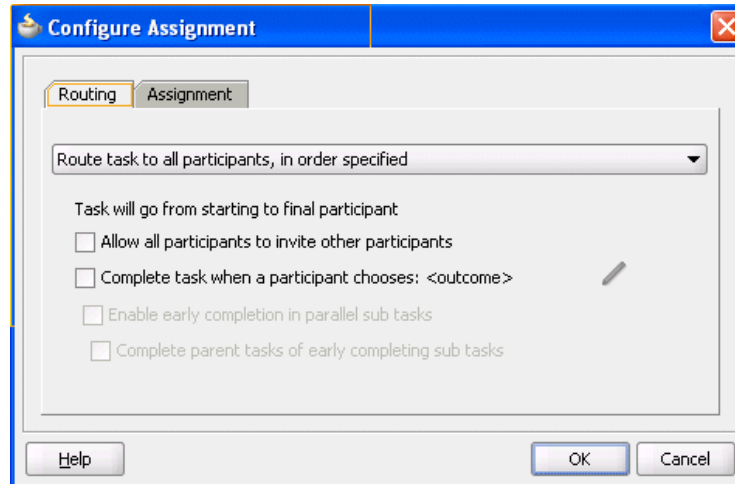 Configure Assignment
Routing
Assignment
Route task to all participants, in order specified
Task will go from starting to final participant
Allow all participants to invite other participants
Complete task when a participant chooses: <outcome>
Enable early completion in parallel sub tasks
Complete parent tasks of early completing sub tasks
Help
OK
Cancel